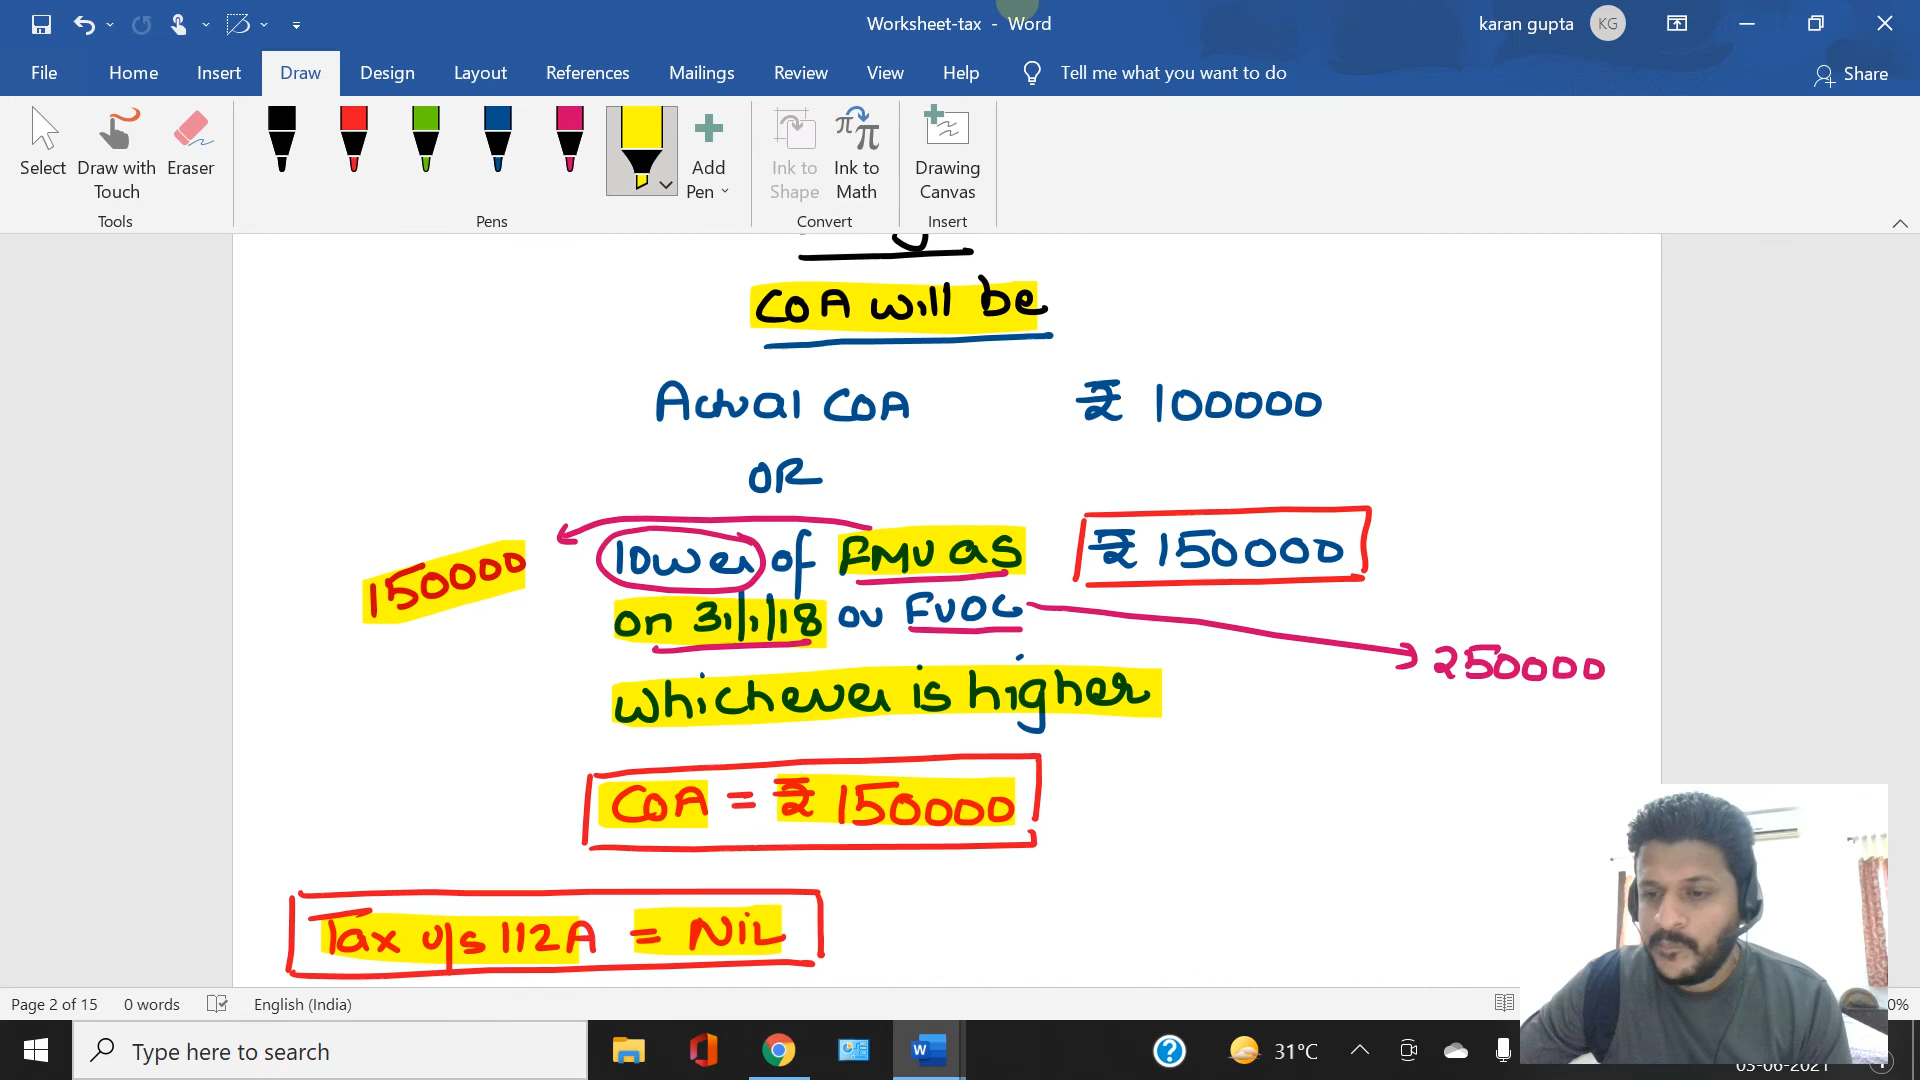 Worksheet-tax - Word
karan gupta
KG
File Home Insert Draw Design Layout References Mailings Review View Help Tell me what you want to do Share
Select Draw with Touch Eraser
Add Pen
Ink to Shape
Ink to Math
Drawing Canvas
Tools Pens Convert Insert
COA will be
Actual COA ₹ 100000
OR
150000 lower of FMV as ₹ 150000
on 31/1/18 or FVOC 250000
whichever is higher
COA = ₹ 150000
Tax u/s 112A = NiL
Page 2 of 15 0 words English (India) 0%
Type here to search
W
31°C
03-06-2021